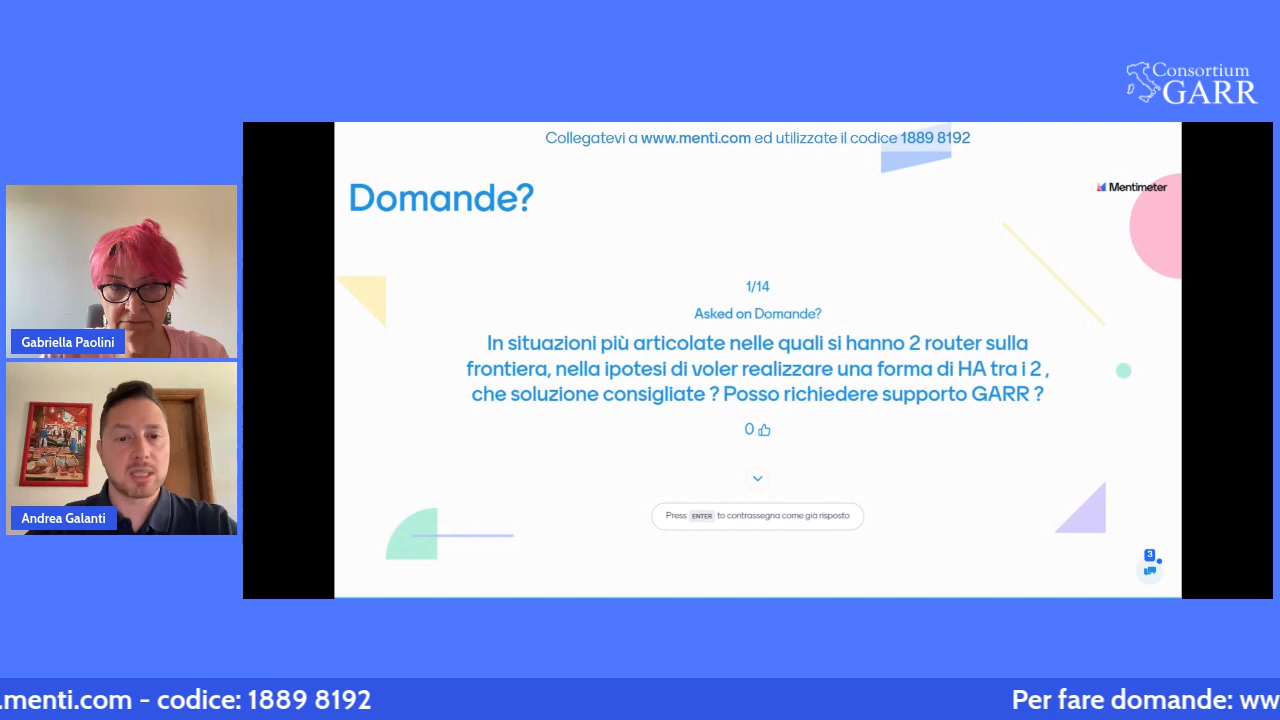 Consortium
GARR
Collegatevi a www.menti.com ed utilizzate il codice 1889 8192
Domande?
Mentimeter
1/14
Asked on Domande?
In situazioni più articolate nelle quali si hanno 2 router sulla
frontiera, nella ipotesi di voler realizzare una forma di HA tra i 2 ,
che soluzione consigliate ? Posso richiedere supporto GARR ?
0
Press ENTER to contrassegna come già risposto
3
Gabriella Paolini
Andrea Galanti
.menti.com - codice: 1889 8192
Per fare domande: ww